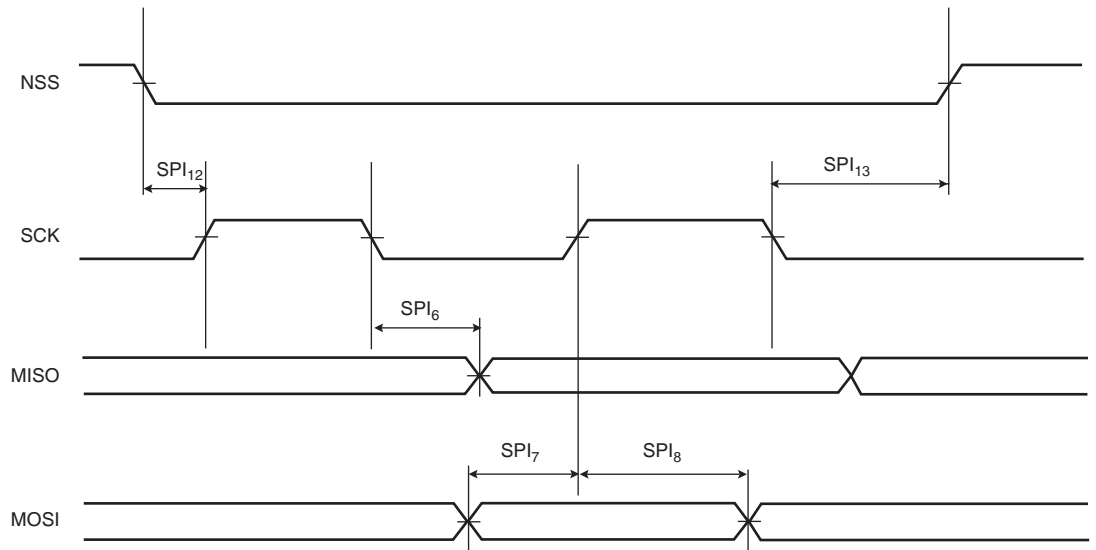 NSS
SPI₁₂
SPI₁₃
SCK
SPI₆
MISO
SPI₇
SPI₈
MOSI